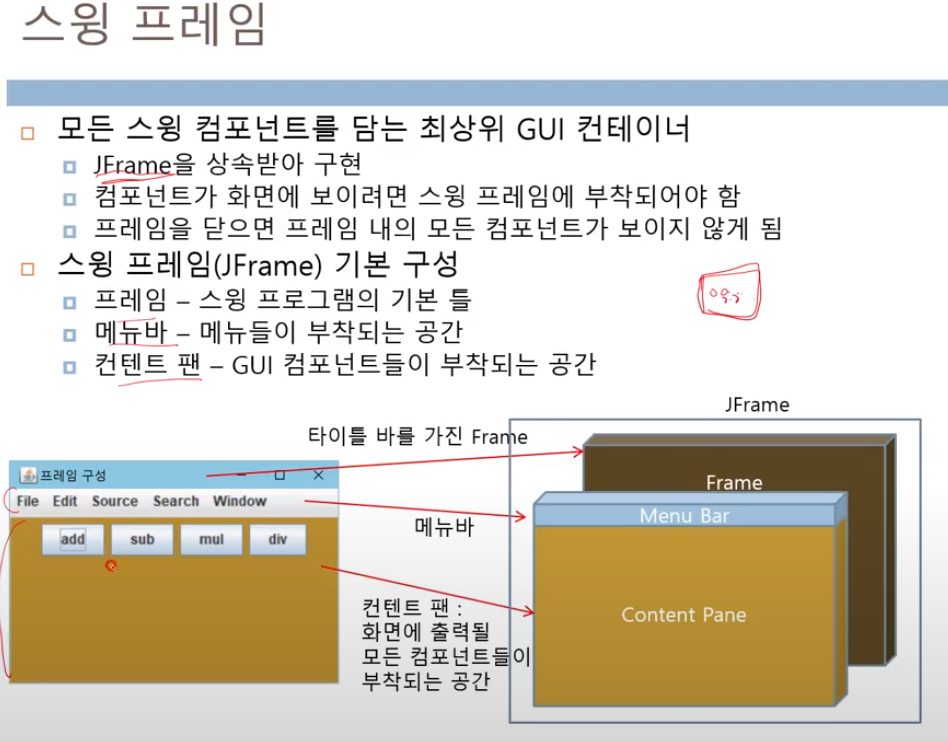 스윙 프레임
모든 스윙 컴포넌트를 담는 최상위 GUI 컨테이너
JFrame을 상속받아 구현
컴포넌트가 화면에 보이려면 스윙 프레임에 부착되어야 함
프레임을 닫으면 프레임 내의 모든 컴포넌트가 보이지 않게 됨
스윙 프레임(JFrame) 기본 구성
프레임 – 스윙 프로그램의 기본 틀
메뉴바 – 메뉴들이 부착되는 공간
컨텐트 팬 – GUI 컴포넌트들이 부착되는 공간
JFrame
타이틀 바를 가진 Frame
프레임 구성
File Edit Source Search Window
add sub mul div
메뉴바
컨텐트 팬 :
화면에 출력될
모든 컴포넌트들이
부착되는 공간
Frame
Menu Bar
Content Pane